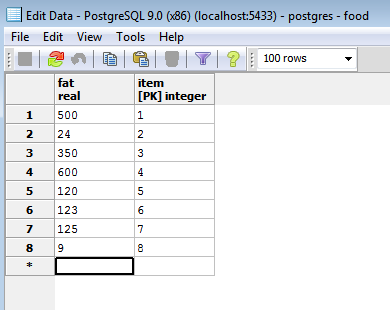 Edit Data - PostgreSQL 9.0 (x86) (localhost:5433) - postgres - food
File Edit View Tools Help
100 rows
fat item
real [PK] integer
1 500 1
2 24 2
3 350 3
4 600 4
5 120 5
6 123 6
7 125 7
8 9 8
*